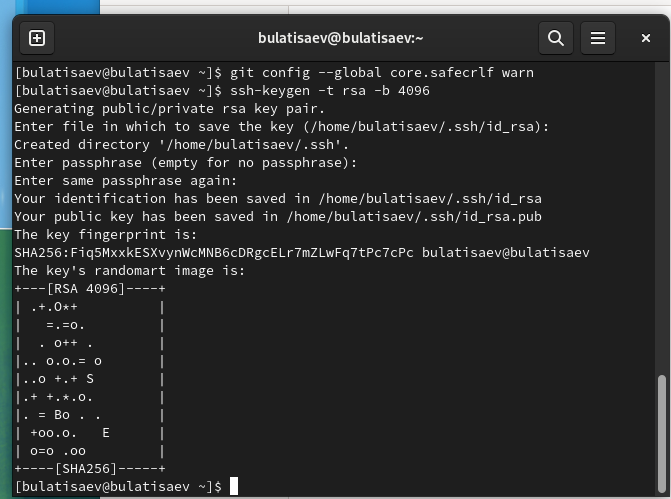 bulatisaev@bulatisaev:~
[bulatisaev@bulatisaev ~]$ git config --global core.safecrlf warn
[bulatisaev@bulatisaev ~]$ ssh-keygen -t rsa -b 4096
Generating public/private rsa key pair.
Enter file in which to save the key (/home/bulatisaev/.ssh/id_rsa):
Created directory '/home/bulatisaev/.ssh'.
Enter passphrase (empty for no passphrase):
Enter same passphrase again:
Your identification has been saved in /home/bulatisaev/.ssh/id_rsa
Your public key has been saved in /home/bulatisaev/.ssh/id_rsa.pub
The key fingerprint is:
SHA256:Fiq5MxxkESXvynWcMNB6cDRgcELr7mZLwFq7tPc7cPc bulatisaev@bulatisaev
The key's randomart image is:
+---[RSA 4096]----+
| .+.O*+          |
|   =.=o.         |
|  . o++ .        |
|.. o.o.= o       |
|..o +.+ S        |
|.+ +.*.o.        |
|. = Bo . .       |
| +oo.o.   E      |
| o=o .oo         |
+----[SHA256]-----+
[bulatisaev@bulatisaev ~]$